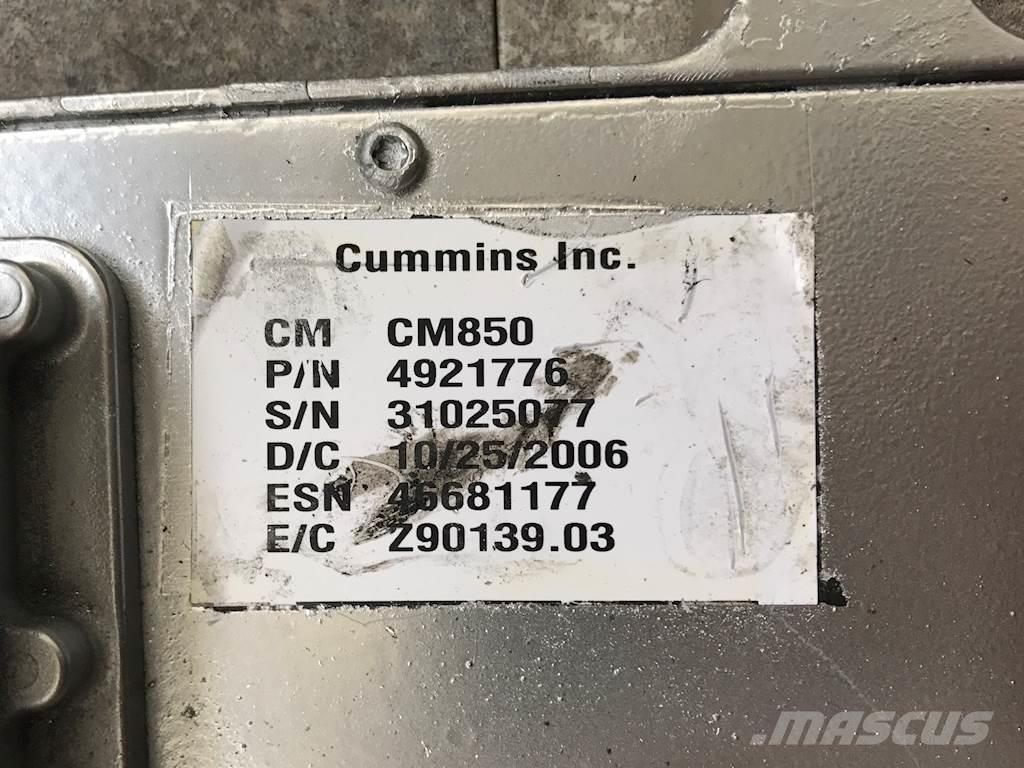 Cummins Inc.
CM CM850
P/N 4921776
S/N 31025077
D/C 10/25/2006
ESN 46681177
E/C Z90139.03
.MASCUS